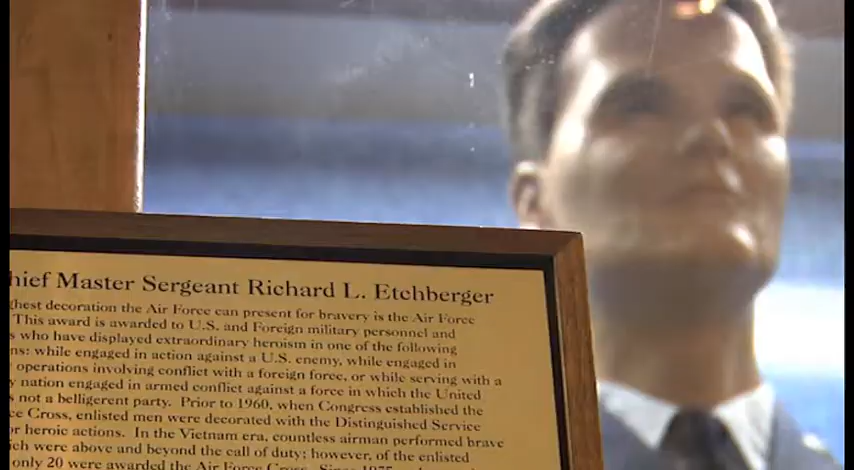 hief Master Sergeant Richard L. Etchberger
ghest decoration the Air Force can present for bravery is the Air Force
This award is awarded to U.S. and Foreign military personnel and
s who have displayed extraordinary heroism in one of the following
ns: while engaged in action against a U.S. enemy, while engaged in
operations involving conflict with a foreign force, or while serving with a
y nation engaged in armed conflict against a force in which the United
s not a belligerent party. Prior to 1960, when Congress established the
ce Cross, enlisted men were decorated with the Distinguished Service
or heroic actions. In the Vietnam era, countless airman performed brave
ich were above and beyond the call of duty; however, of the enlisted
only 20 were awarded the Air Force Cross. Since 1975